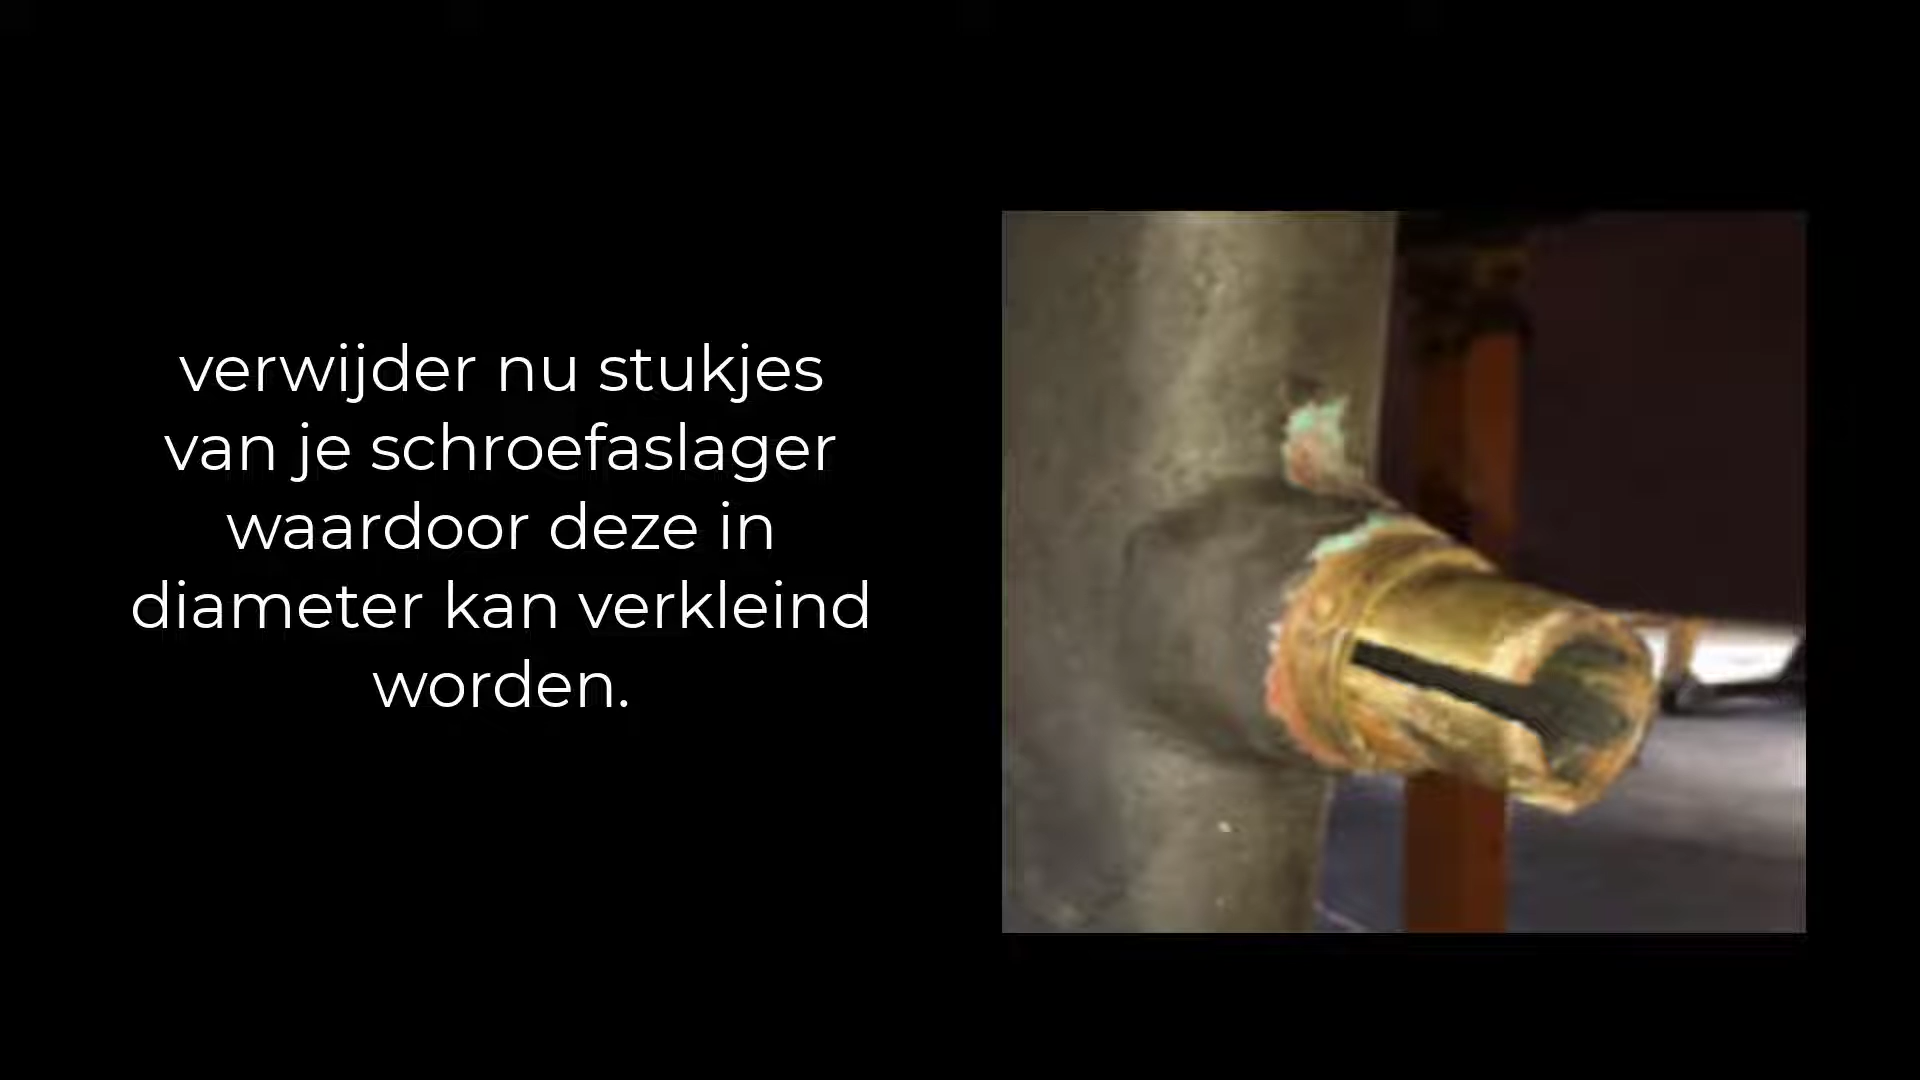 verwijder nu stukjes
van je schroefaslager
waardoor deze in
diameter kan verkleind
worden.